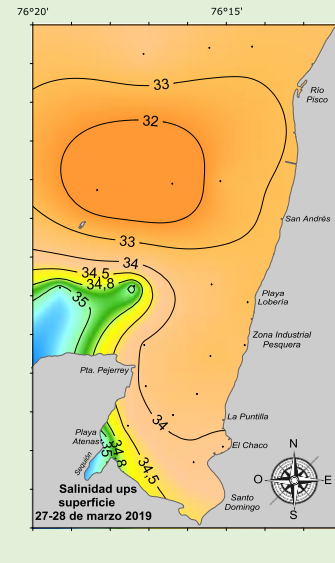 76°20' 76°15'
33
Río
Pisco
32
San Andrés
33
34
34,5
34,8
35
Playa
Lobería
Zona Industrial
Pesquera
Pta. Pejerrey
34
La Puntilla
Playa
Atenas
35
34,8
El Chaco
N
Sequión
34,5
O E
Salinidad ups
superficie
27-28 de marzo 2019
Santo
Domingo
S